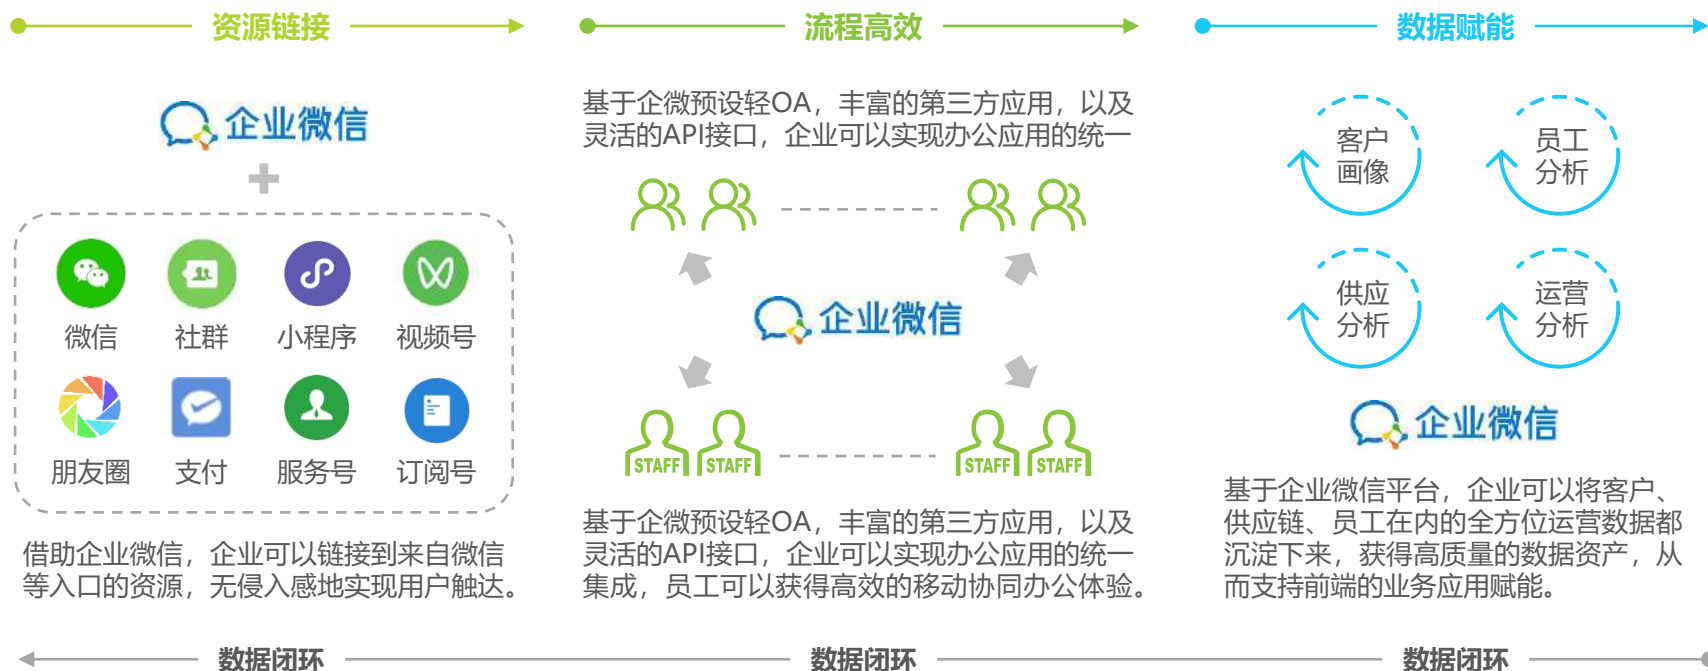 资源链接
企业微信
微信
社群
小程序
视频号
朋友圈
支付
服务号
订阅号
借助企业微信，企业可以链接到来自微信
等入口的资源，无侵入感地实现用户触达。
流程高效
基于企微预设轻OA，丰富的第三方应用，以及
灵活的API接口，企业可以实现办公应用的统一
企业微信
STAFF
STAFF
STAFF
STAFF
基于企微预设轻OA，丰富的第三方应用，以及
灵活的API接口，企业可以实现办公应用的统一
集成，员工可以获得高效的移动协同办公体验。
数据赋能
客户
画像
员工
分析
供应
分析
运营
分析
企业微信
基于企业微信平台，企业可以将客户、
供应链、员工在内的全方位运营数据都
沉淀下来，获得高质量的数据资产，从
而支持前端的业务应用赋能。
数据闭环
数据闭环
数据闭环